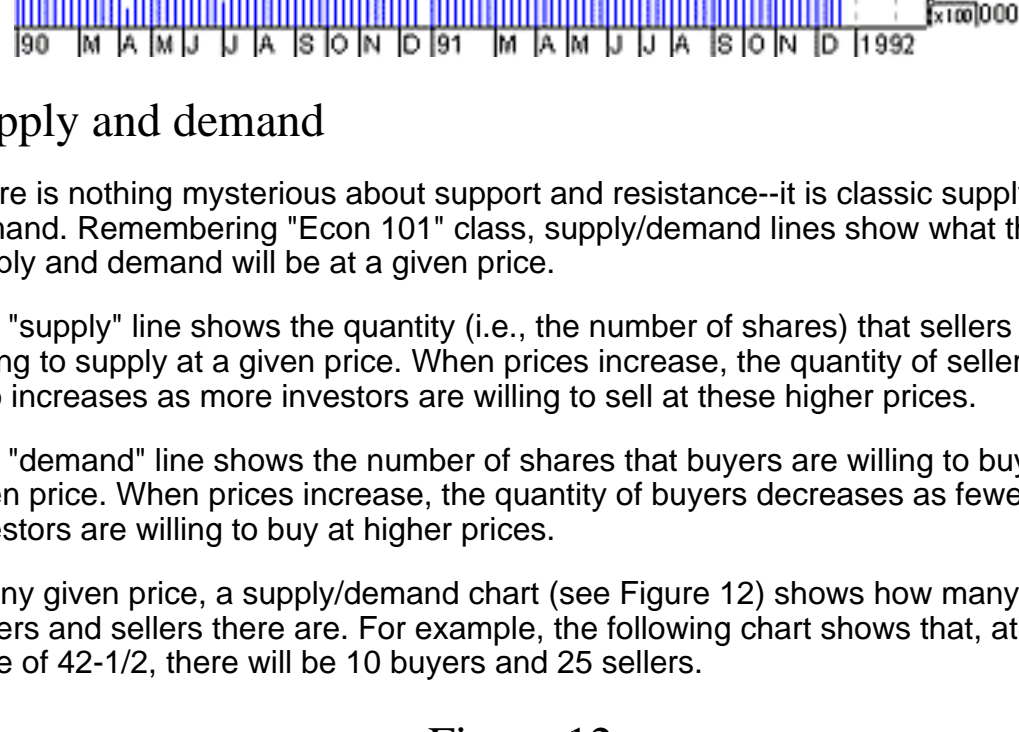 x100 000
90 M A M J J A S O N D 91 M A M J J A S O N D 1992
pply and demand
re is nothing mysterious about support and resistance--it is classic supply
and. Remembering "Econ 101" class, supply/demand lines show what th
ply and demand will be at a given price.
"supply" line shows the quantity (i.e., the number of shares) that sellers
ng to supply at a given price. When prices increase, the quantity of seller
increases as more investors are willing to sell at these higher prices.
"demand" line shows the number of shares that buyers are willing to buy
en price. When prices increase, the quantity of buyers decreases as fewe
estors are willing to buy at higher prices.
ny given price, a supply/demand chart (see Figure 12) shows how many
ers and sellers there are. For example, the following chart shows that, at
e of 42-1/2, there will be 10 buyers and 25 sellers.
Figure 12